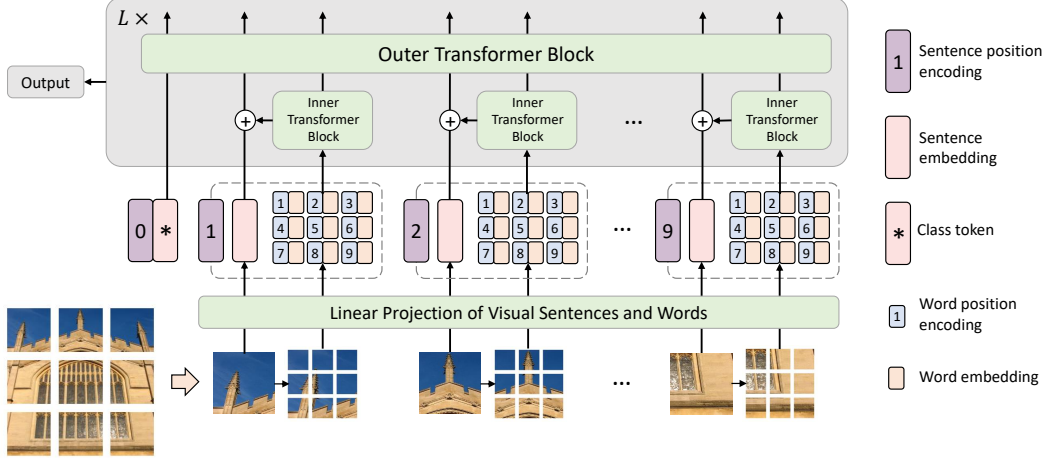 L ×
Outer Transformer Block
Output
Inner
Transformer
Block
Inner
Transformer
Block
...
Inner
Transformer
Block
0 * 1 1 2 3 4 5 6 7 8 9
2 1 2 3 4 5 6 7 8 9
...
9 1 2 3 4 5 6 7 8 9
Linear Projection of Visual Sentences and Words
...
1 Sentence position
encoding
Sentence
embedding
* Class token
1 Word position
encoding
Word embedding